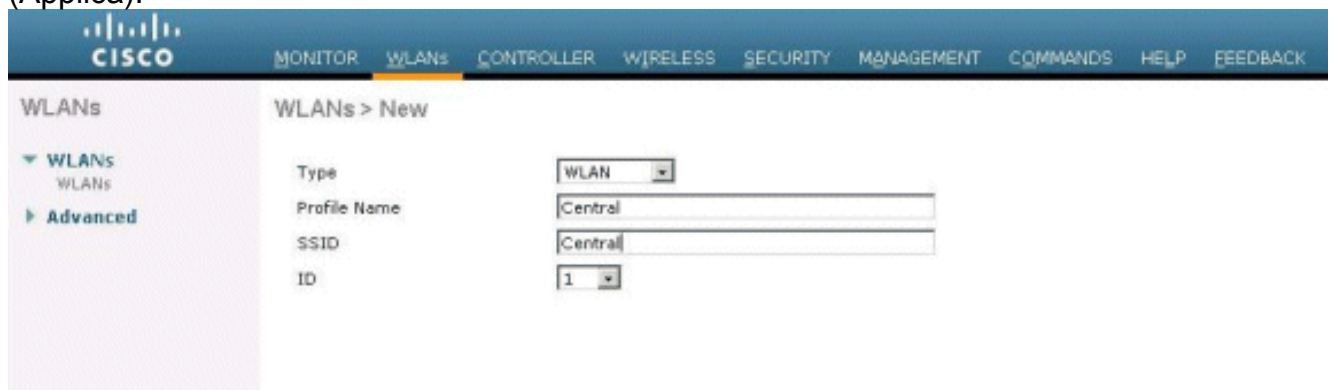 (Applica).
CISCO
MONITOR WLANs CONTROLLER WIRELESS SECURITY MANAGEMENT COMMANDS HELP FEEDBACK
WLANs
WLANs
WLANs
Advanced
WLANs > New
Type WLAN
Profile Name Central
SSID Central
ID 1